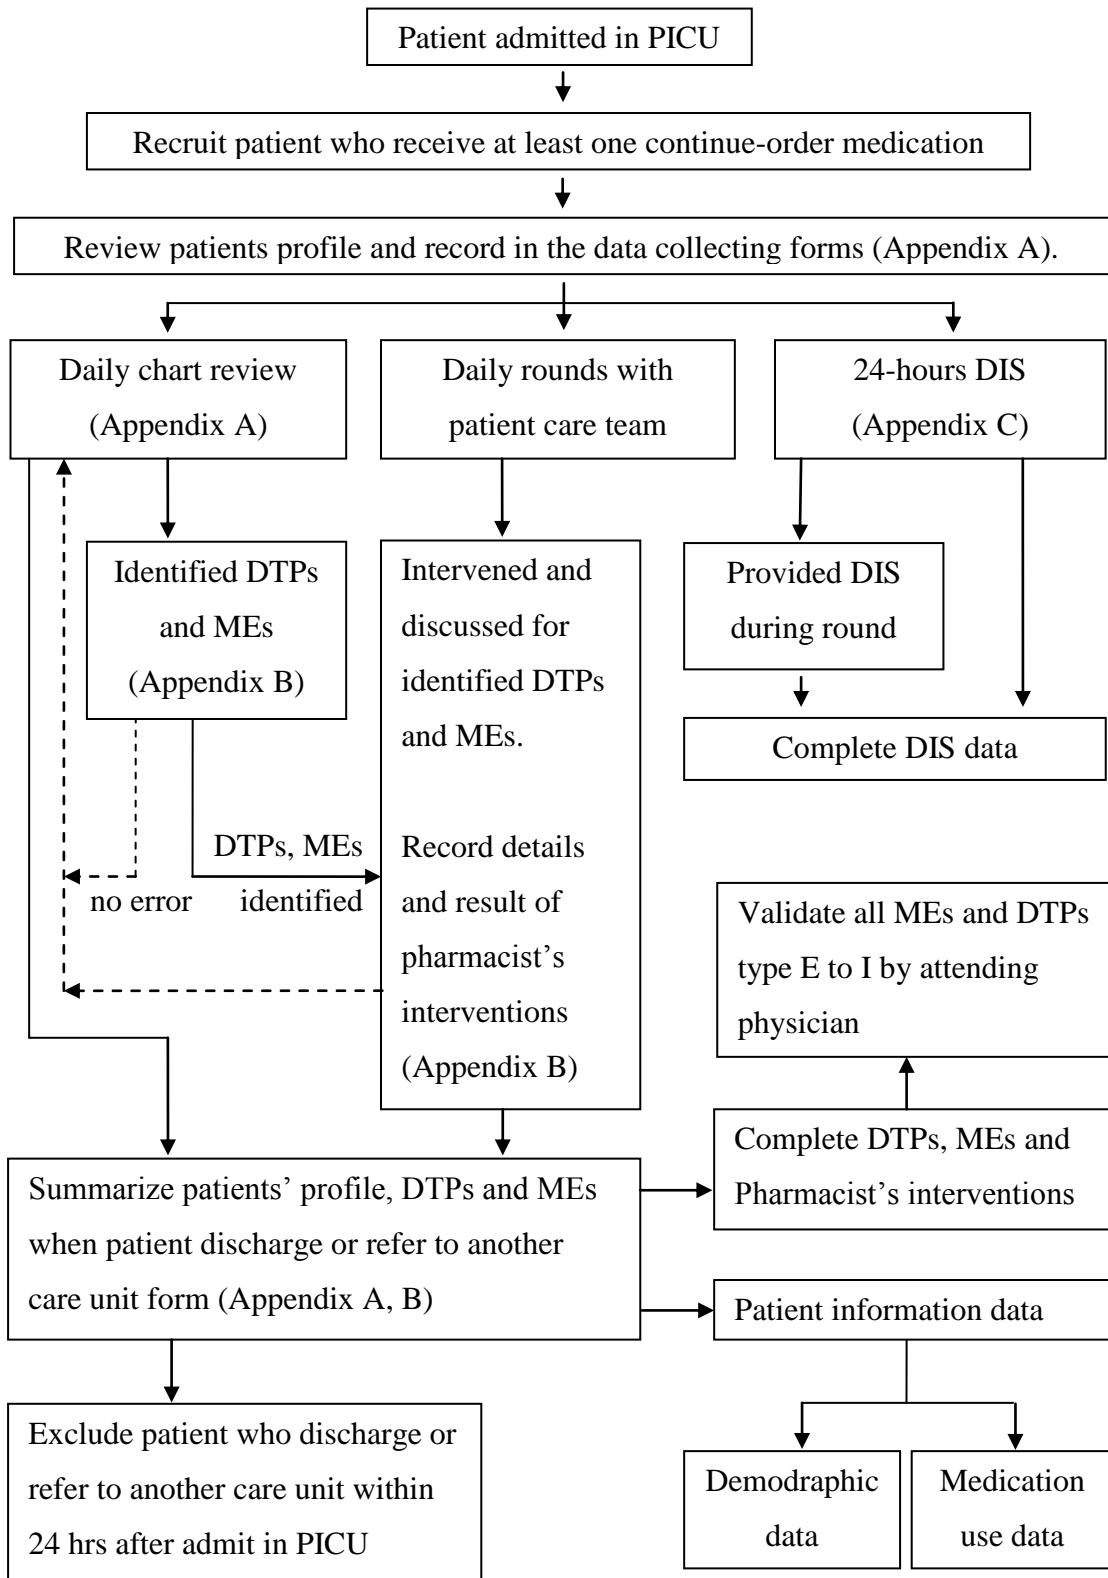 Patient admitted in PICU
Recruit patient who receive at least one continue-order medication
Review patients profile and record in the data collecting forms (Appendix A).
Daily chart review
(Appendix A)
Daily rounds with
patient care team
24-hours DIS
(Appendix C)
Identified DTPs
and MEs
(Appendix B)
Intervened and
discussed for
identified DTPs
and MEs.
Record details
and result of
pharmacist’s
interventions
(Appendix B)
Provided DIS
during round
Complete DIS data
DTPs, MEs
identified
no error
Validate all MEs and DTPs
type E to I by attending
physician
Complete DTPs, MEs and
Pharmacist’s interventions
Summarize patients’ profile, DTPs and MEs
when patient discharge or refer to another
care unit form (Appendix A, B)
Patient information data
Exclude patient who discharge or
refer to another care unit within
24 hrs after admit in PICU
Demodraphic
data
Medication
use data